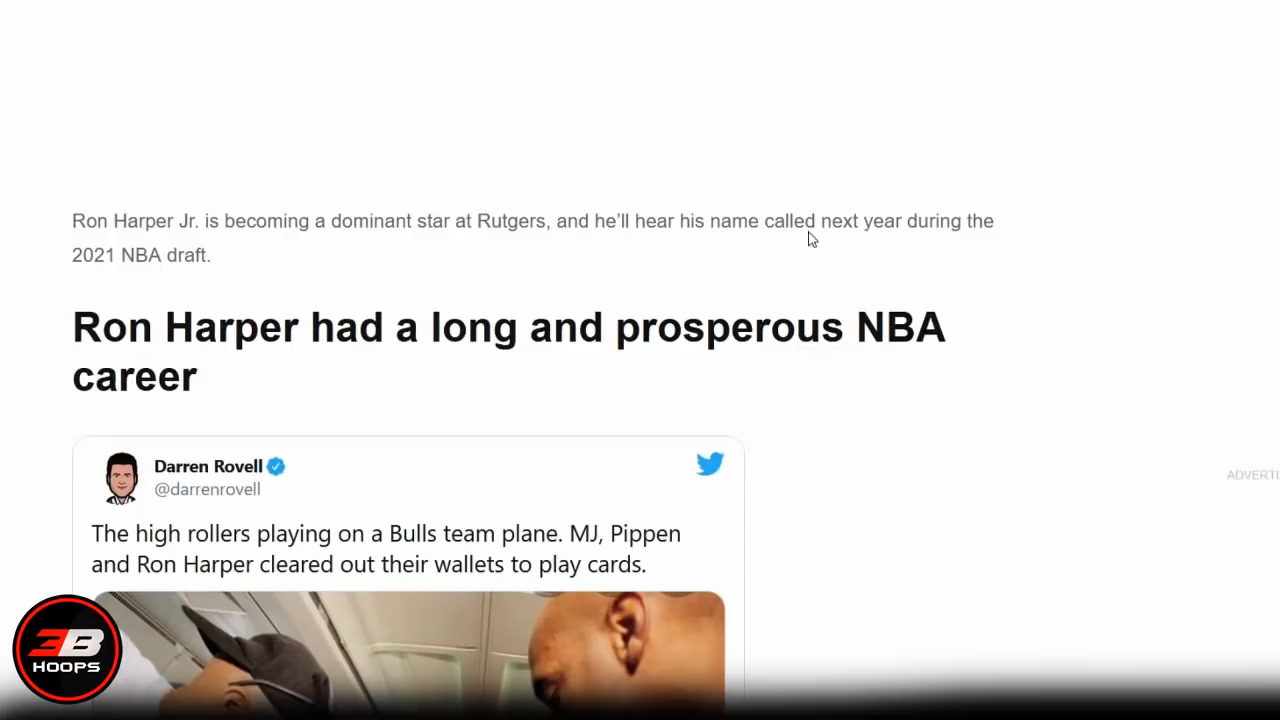 Ron Harper Jr. is becoming a dominant star at Rutgers, and he’ll hear his name called next year during the
2021 NBA draft.
Ron Harper had a long and prosperous NBA
career
Darren Rovell
@darrenrovell
ADVERTI
The high rollers playing on a Bulls team plane. MJ, Pippen
and Ron Harper cleared out their wallets to play cards.
3B
HOOPS